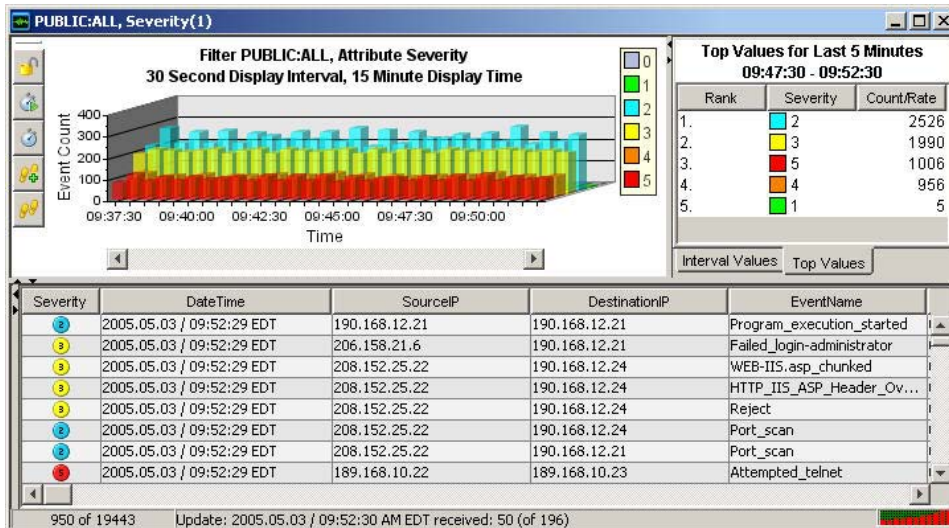 PUBLIC:ALL, Severity(1)
Filter PUBLIC:ALL, Attribute Severity
30 Second Display Interval, 15 Minute Display Time
Event Count
400
300
200
100
0
09:37:30 09:40:00 09:42:30 09:45:00 09:47:30 09:50:00
Time
0
1
2
3
4
5
Top Values for Last 5 Minutes
09:47:30 - 09:52:30
Rank Severity Count/Rate
1. 2 2526
2. 3 1990
3. 5 1006
4. 4 956
5. 1 5
Interval Values Top Values
Severity DateTime SourceIP DestinationIP EventName
2 2005.05.03 / 09:52:29 EDT 190.168.12.21 190.168.12.21 Program_execution_started
3 2005.05.03 / 09:52:29 EDT 206.158.21.6 190.168.12.21 Failed_login-administrator
3 2005.05.03 / 09:52:29 EDT 208.152.25.22 190.168.12.24 WEB-IIS.asp_chunked
3 2005.05.03 / 09:52:29 EDT 208.152.25.22 190.168.12.24 HTTP_IIS_ASP_Header_Ov...
3 2005.05.03 / 09:52:29 EDT 208.152.25.22 190.168.12.24 Reject
2 2005.05.03 / 09:52:29 EDT 208.152.25.22 190.168.12.24 Port_scan
2 2005.05.03 / 09:52:29 EDT 208.152.25.22 190.168.12.21 Port_scan
5 2005.05.03 / 09:52:29 EDT 189.168.10.22 189.168.10.23 Attempted_telnet
950 of 19443 Update: 2005.05.03 / 09:52:30 AM EDT received: 50 (of 196)